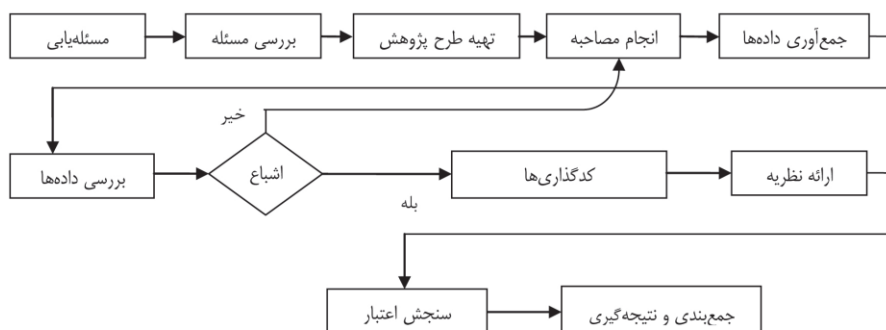 مسئله‌یابی
بررسی مسئله
تهیه طرح پژوهش
انجام مصاحبه
جمع‌آوری داده‌ها
خیر
بررسی داده‌ها
اشباع
بله
کدگذاری‌ها
ارائه نظریه
سنجش اعتبار
جمع‌بندی و نتیجه‌گیری